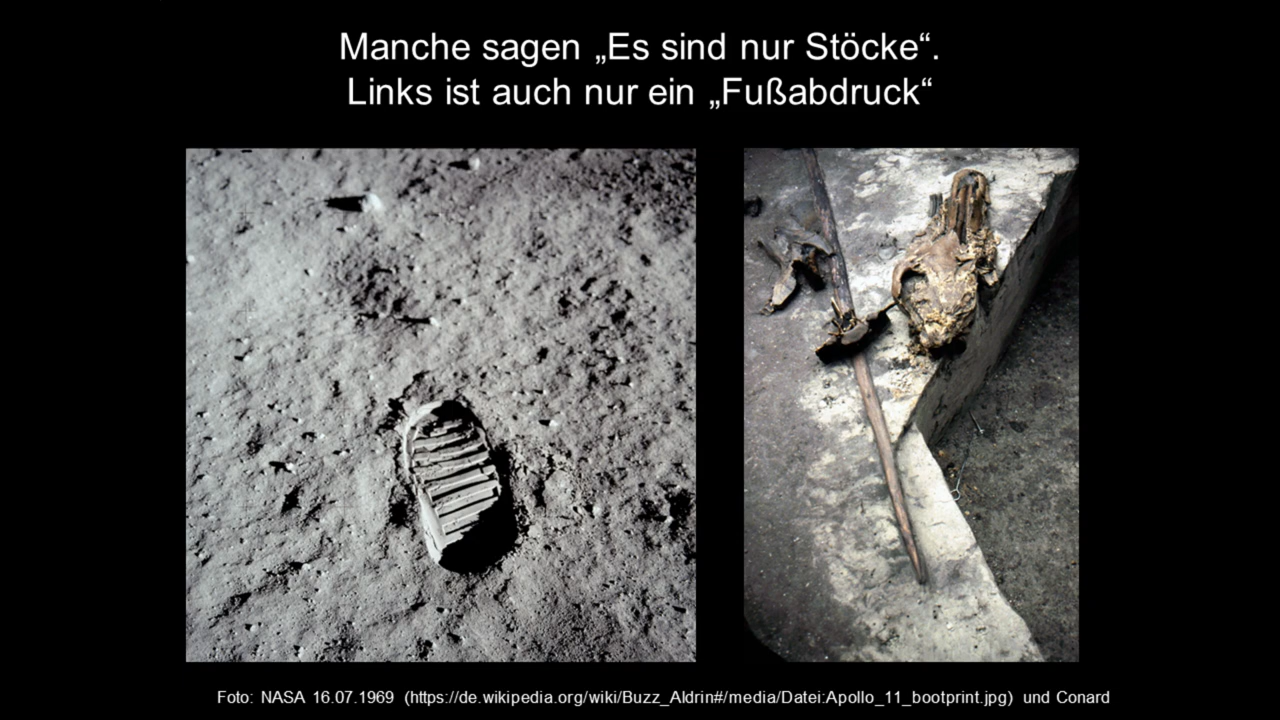 Manche sagen „Es sind nur Stöcke“.
Links ist auch nur ein „Fußabdruck“
Foto: NASA 16.07.1969 (https://de.wikipedia.org/wiki/Buzz_Aldrin#/media/Datei:Apollo_11_bootprint.jpg) und Conard